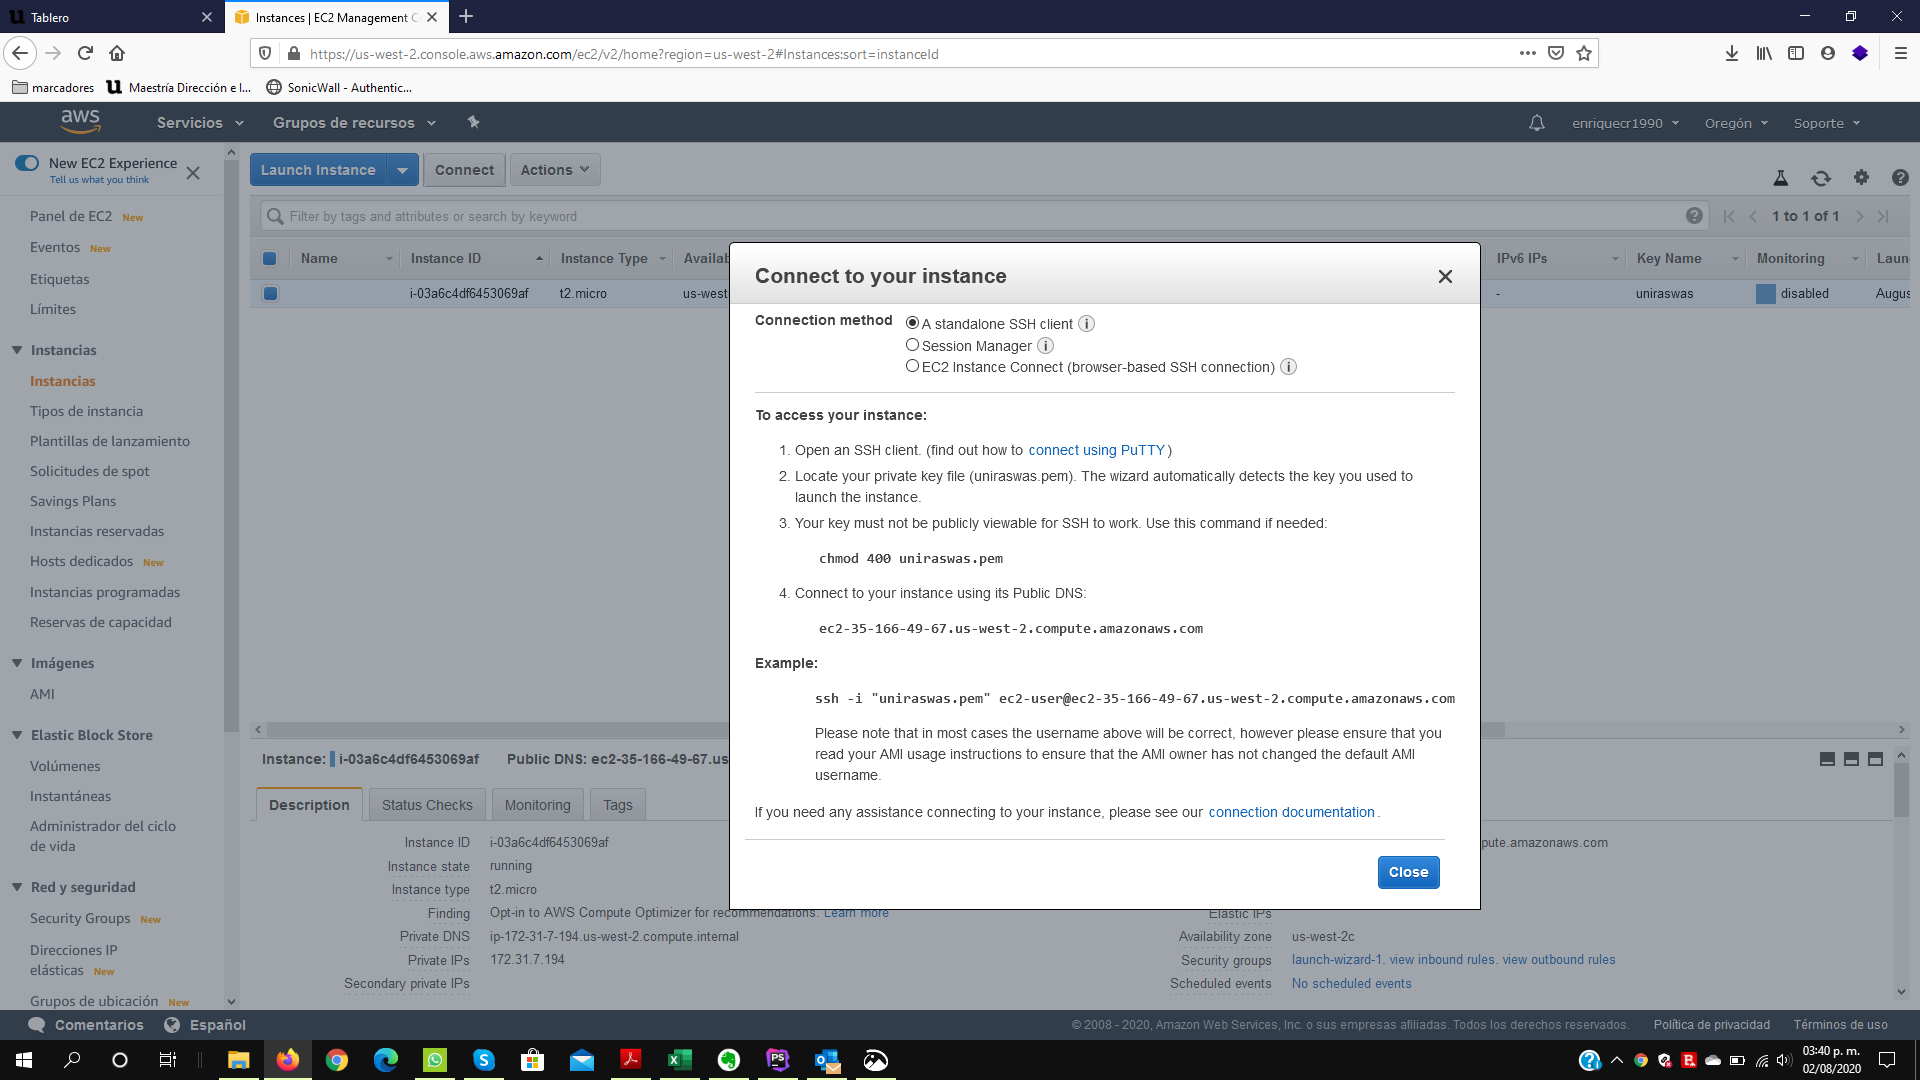 Tablero
Instances | EC2 Management C
https://us-west-2.console.aws.amazon.com/ec2/v2/home?region=us-west-2#Instances:sort=instanceId
marcadores
Maestría Dirección e I...
SonicWall - Authentic...
aws
Servicios
Grupos de recursos
enriquecr1990
Oregón
Soporte
New EC2 Experience
Tell us what you think
Launch Instance
Connect
Actions
Panel de EC2 New
Eventos New
Etiquetas
Límites
Instancias
Instancias
Tipos de instancia
Plantillas de lanzamiento
Solicitudes de spot
Savings Plans
Instancias reservadas
Hosts dedicados New
Instancias programadas
Reservas de capacidad
Imágenes
AMI
Elastic Block Store
Volúmenes
Instantáneas
Administrador del ciclo
de vida
Red y seguridad
Security Groups New
Direcciones IP
elásticas New
Grupos de ubicación New
Filter by tags and attributes or search by keyword
1 to 1 of 1
Name Instance ID Instance Type Availab IPv6 IPs Key Name Monitoring Laun
i-03a6c4df6453069af t2.micro us-west - uniraswas disabled Augus
Connect to your instance
Connection method
A standalone SSH client
Session Manager
EC2 Instance Connect (browser-based SSH connection)
To access your instance:
1. Open an SSH client. (find out how to connect using PuTTY)
2. Locate your private key file (uniraswas.pem). The wizard automatically detects the key you used to
launch the instance.
3. Your key must not be publicly viewable for SSH to work. Use this command if needed:
chmod 400 uniraswas.pem
4. Connect to your instance using its Public DNS:
ec2-35-166-49-67.us-west-2.compute.amazonaws.com
Example:
ssh -i "uniraswas.pem" ec2-user@ec2-35-166-49-67.us-west-2.compute.amazonaws.com
Please note that in most cases the username above will be correct, however please ensure that you
read your AMI usage instructions to ensure that the AMI owner has not changed the default AMI
username.
If you need any assistance connecting to your instance, please see our connection documentation.
Close
Instance: i-03a6c4df6453069af Public DNS: ec2-35-166-49-67.us
Description
Status Checks
Monitoring
Tags
Instance ID i-03a6c4df6453069af
pute.amazonaws.com
Instance state running
Instance type t2.micro
Finding Opt-in to AWS Compute Optimizer for recommendations. Learn more
Elastic IPs
Private DNS ip-172-31-7-194.us-west-2.compute.internal
Availability zone us-west-2c
Private IPs 172.31.7.194
Security groups launch-wizard-1. view inbound rules. view outbound rules
Secondary private IPs
Scheduled events No scheduled events
Comentarios
Español
© 2008 - 2020, Amazon Web Services, Inc. o sus empresas afiliadas. Todos los derechos reservados.
Política de privacidad
Términos de uso
03:40 p. m.
02/08/2020